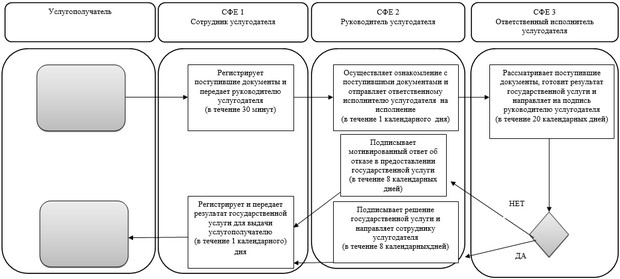 Услугополучатель
СФЕ 1
Сотрудник услугодателя
СФЕ 2
Руководитель услугодателя
СФЕ 3
Ответственный исполнитель
услугодателя
Регистрирует
поступившие документы и
передает руководителю
услугодателя
(в течение 30 минут)
Осуществляет ознакомление с
поступившими документами и
отправляет ответственному
исполнителю услугодателя на
исполнение
(в течение 1 календарного дня)
Рассматривает поступившие
документы, готовит результат
государственной услуги и
направляет на подпись
руководителю услугодателя
(в течение 20 календарных дней)
Подписывает
мотивированный ответ об
отказе в предоставлении
государственной услуги
(в течение 8 календарных
дней)
НЕТ
Регистрирует и передает
результат государственной
услуги для выдачи
услугополучателю
(в течение 1 календарного)
дня
Подписывает решение
государственной услуги и
направляет сотруднику
услугодателя
(в течение 8 календарныхдней)
ДА